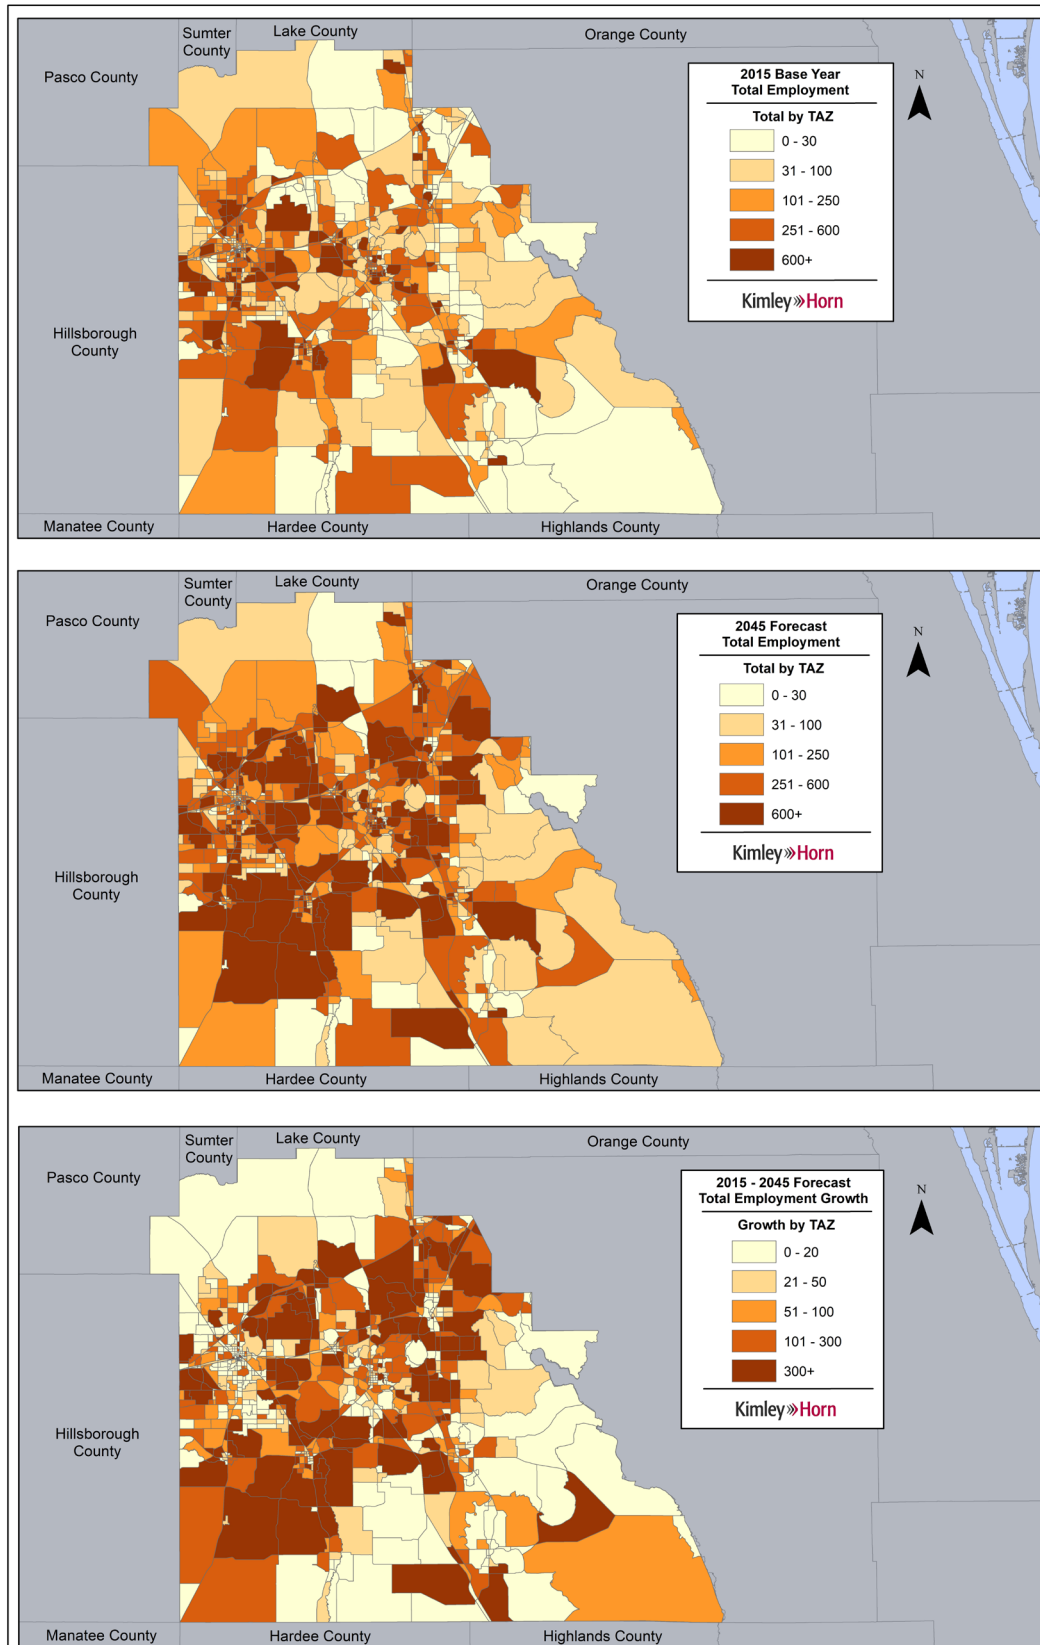 Sumter
County
Lake County
Orange County
Pasco County
2015 Base Year
Total Employment
Total by TAZ
0 - 30
31 - 100
101 - 250
251 - 600
600+
Kimley»Horn
N
Hillsborough
County
Manatee County
Hardee County
Highlands County
Sumter
County
Lake County
Orange County
Pasco County
2045 Forecast
Total Employment
Total by TAZ
0 - 30
31 - 100
101 - 250
251 - 600
600+
Kimley»Horn
N
Hillsborough
County
Manatee County
Hardee County
Highlands County
Sumter
County
Lake County
Orange County
Pasco County
2015 - 2045 Forecast
Total Employment Growth
Growth by TAZ
0 - 20
21 - 50
51 - 100
101 - 300
300+
Kimley»Horn
N
Hillsborough
County
Manatee County
Hardee County
Highlands County